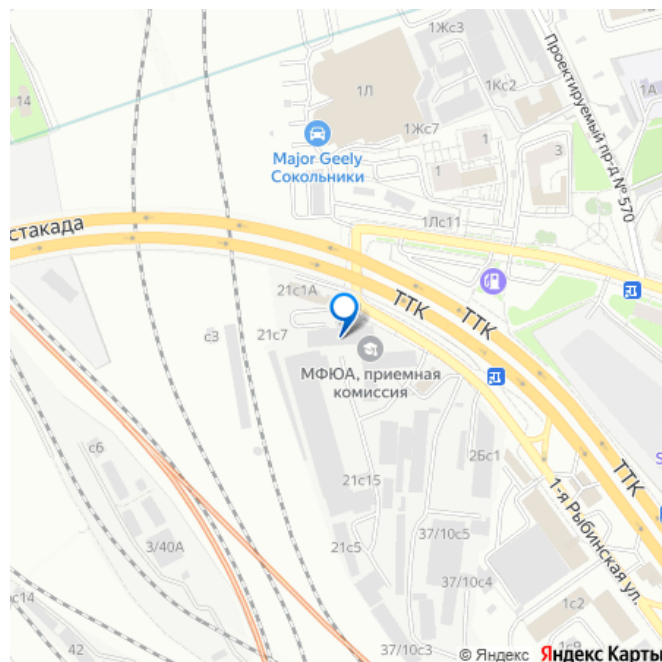 1Жс3
Проектируемый пр-д № 570
1Л
1Кс2
14
1А
1Жс7
1
Major Geely
Сокольники
3
1
1Лс11
стакада
21с1А
ТТК
ТТК
21с7
с3
МФЮА, приемная
комиссия
с6
2Бс1
ТТК
21с15
1-я Рыбинская ул.
37/10с5
3/40А
21с5
37/10с4
с14
1с2
42
37/10с3
© Яндекс Яндекс Карты